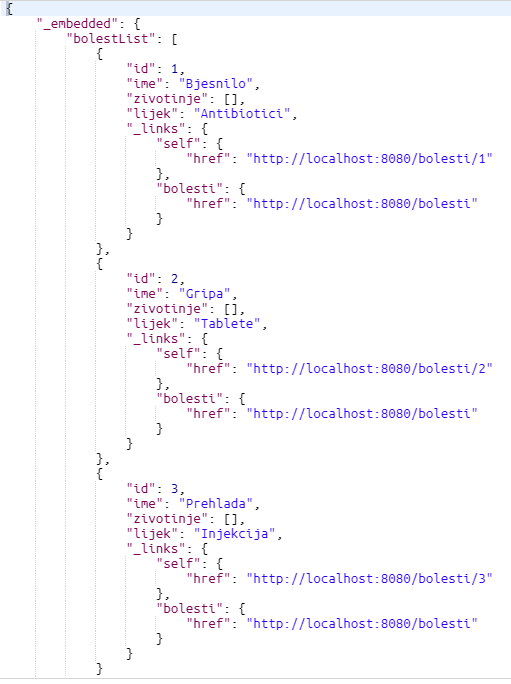 {
    "_embedded": {
        "bolestList": [
            {
                "id": 1,
                "ime": "Bjesnilo",
                "zivotinje": [],
                "lijek": "Antibiotici",
                "_links": {
                    "self": {
                        "href": "http://localhost:8080/bolesti/1"
                    },
                    "bolesti": {
                        "href": "http://localhost:8080/bolesti"
                    }
                }
            },
            {
                "id": 2,
                "ime": "Gripa",
                "zivotinje": [],
                "lijek": "Tablete",
                "_links": {
                    "self": {
                        "href": "http://localhost:8080/bolesti/2"
                    },
                    "bolesti": {
                        "href": "http://localhost:8080/bolesti"
                    }
                }
            },
            {
                "id": 3,
                "ime": "Prehlada",
                "zivotinje": [],
                "lijek": "Injekcija",
                "_links": {
                    "self": {
                        "href": "http://localhost:8080/bolesti/3"
                    },
                    "bolesti": {
                        "href": "http://localhost:8080/bolesti"
                    }
                }
            }